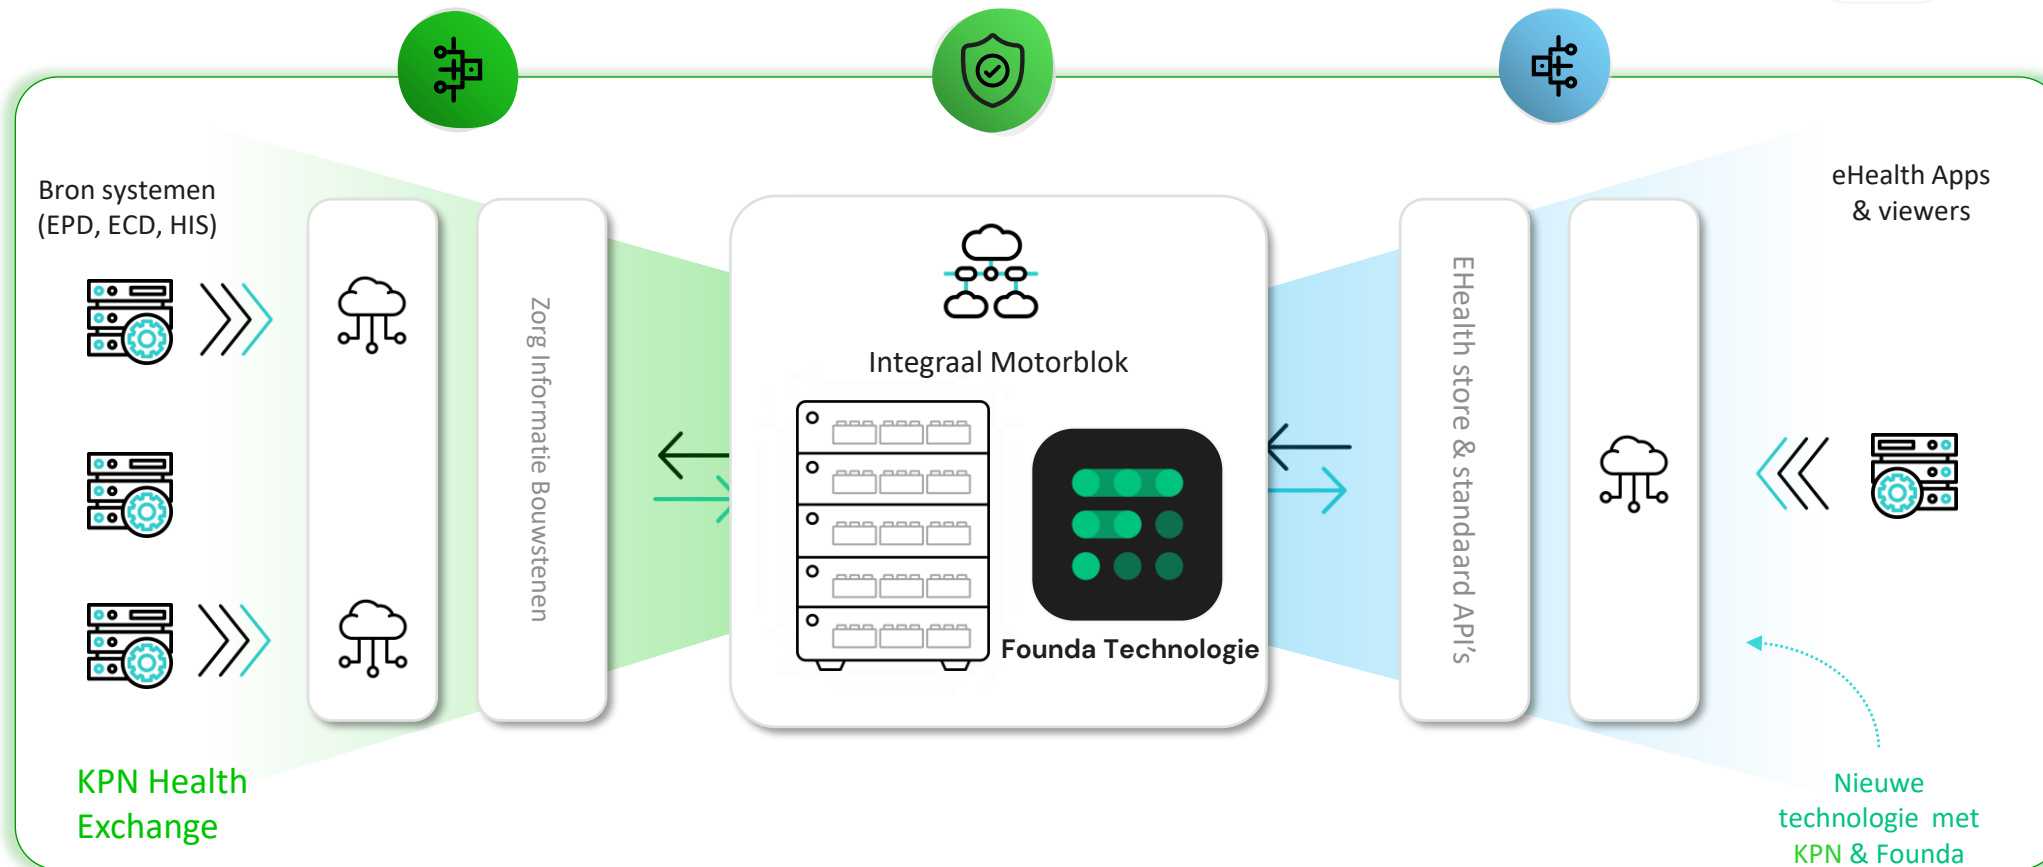 Bron systemen
(EPD, ECD, HIS)
Zorg Informatie Bouwstenen
Integraal Motorblok
Founda Technologie
EHealth store & standaard API's
eHealth Apps
& viewers
KPN Health
Exchange
Nieuwe
technologie met
KPN & Founda